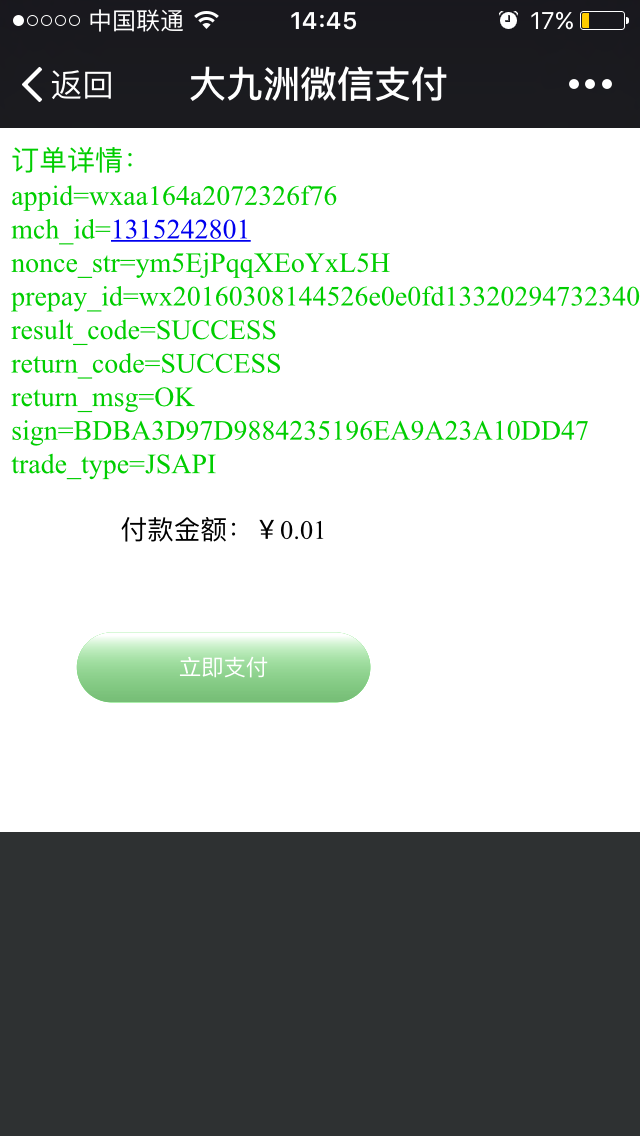 中国联通 14:45 17%
返回 大九洲微信支付
订单详情:
appid=wxaa164a2072326f76
mch_id=1315242801
nonce_str=ym5EjPqqXEoYxL5H
prepay_id=wx20160308144526e0e0fd13320294732340
result_code=SUCCESS
return_code=SUCCESS
return_msg=OK
sign=BDBA3D97D9884235196EA9A23A10DD47
trade_type=JSAPI
付款金额：￥0.01
立即支付